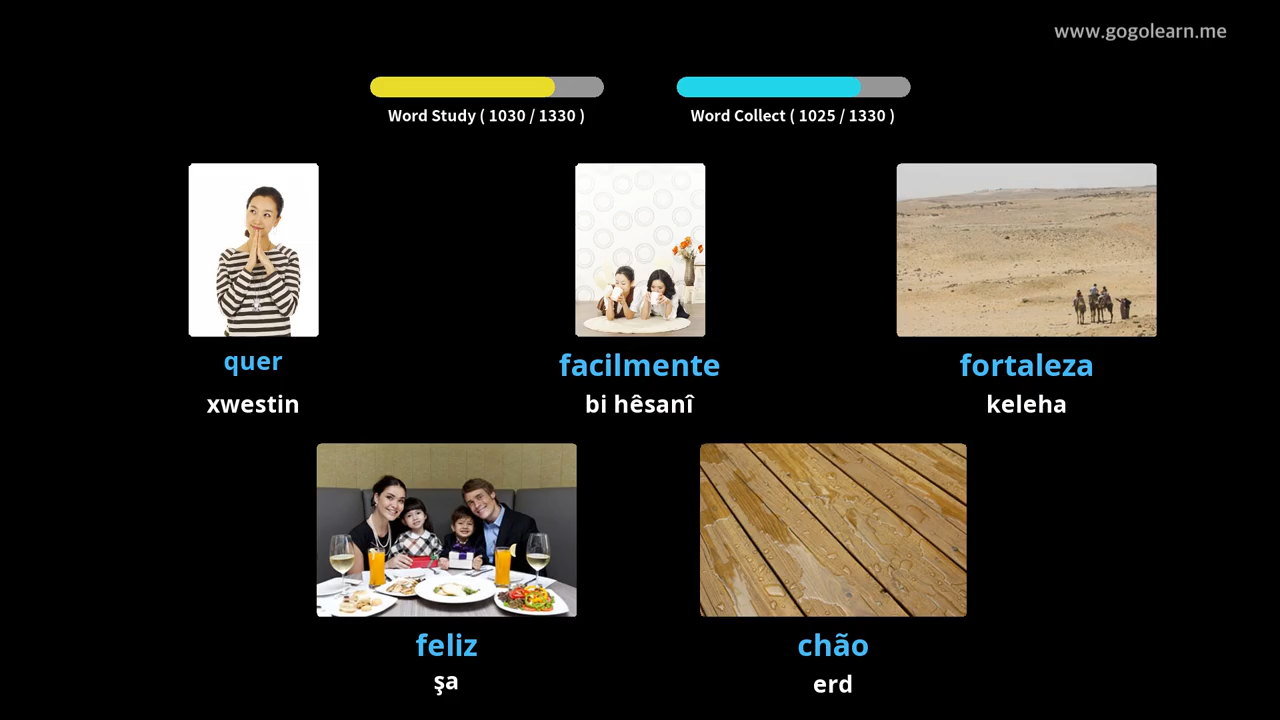 www.gogolearn.me
Word Study ( 1030 / 1330 )
Word Collect ( 1025 / 1330 )
quer
xwestin
facilmente
bi hêsanî
fortaleza
keleha
feliz
şa
chão
erd